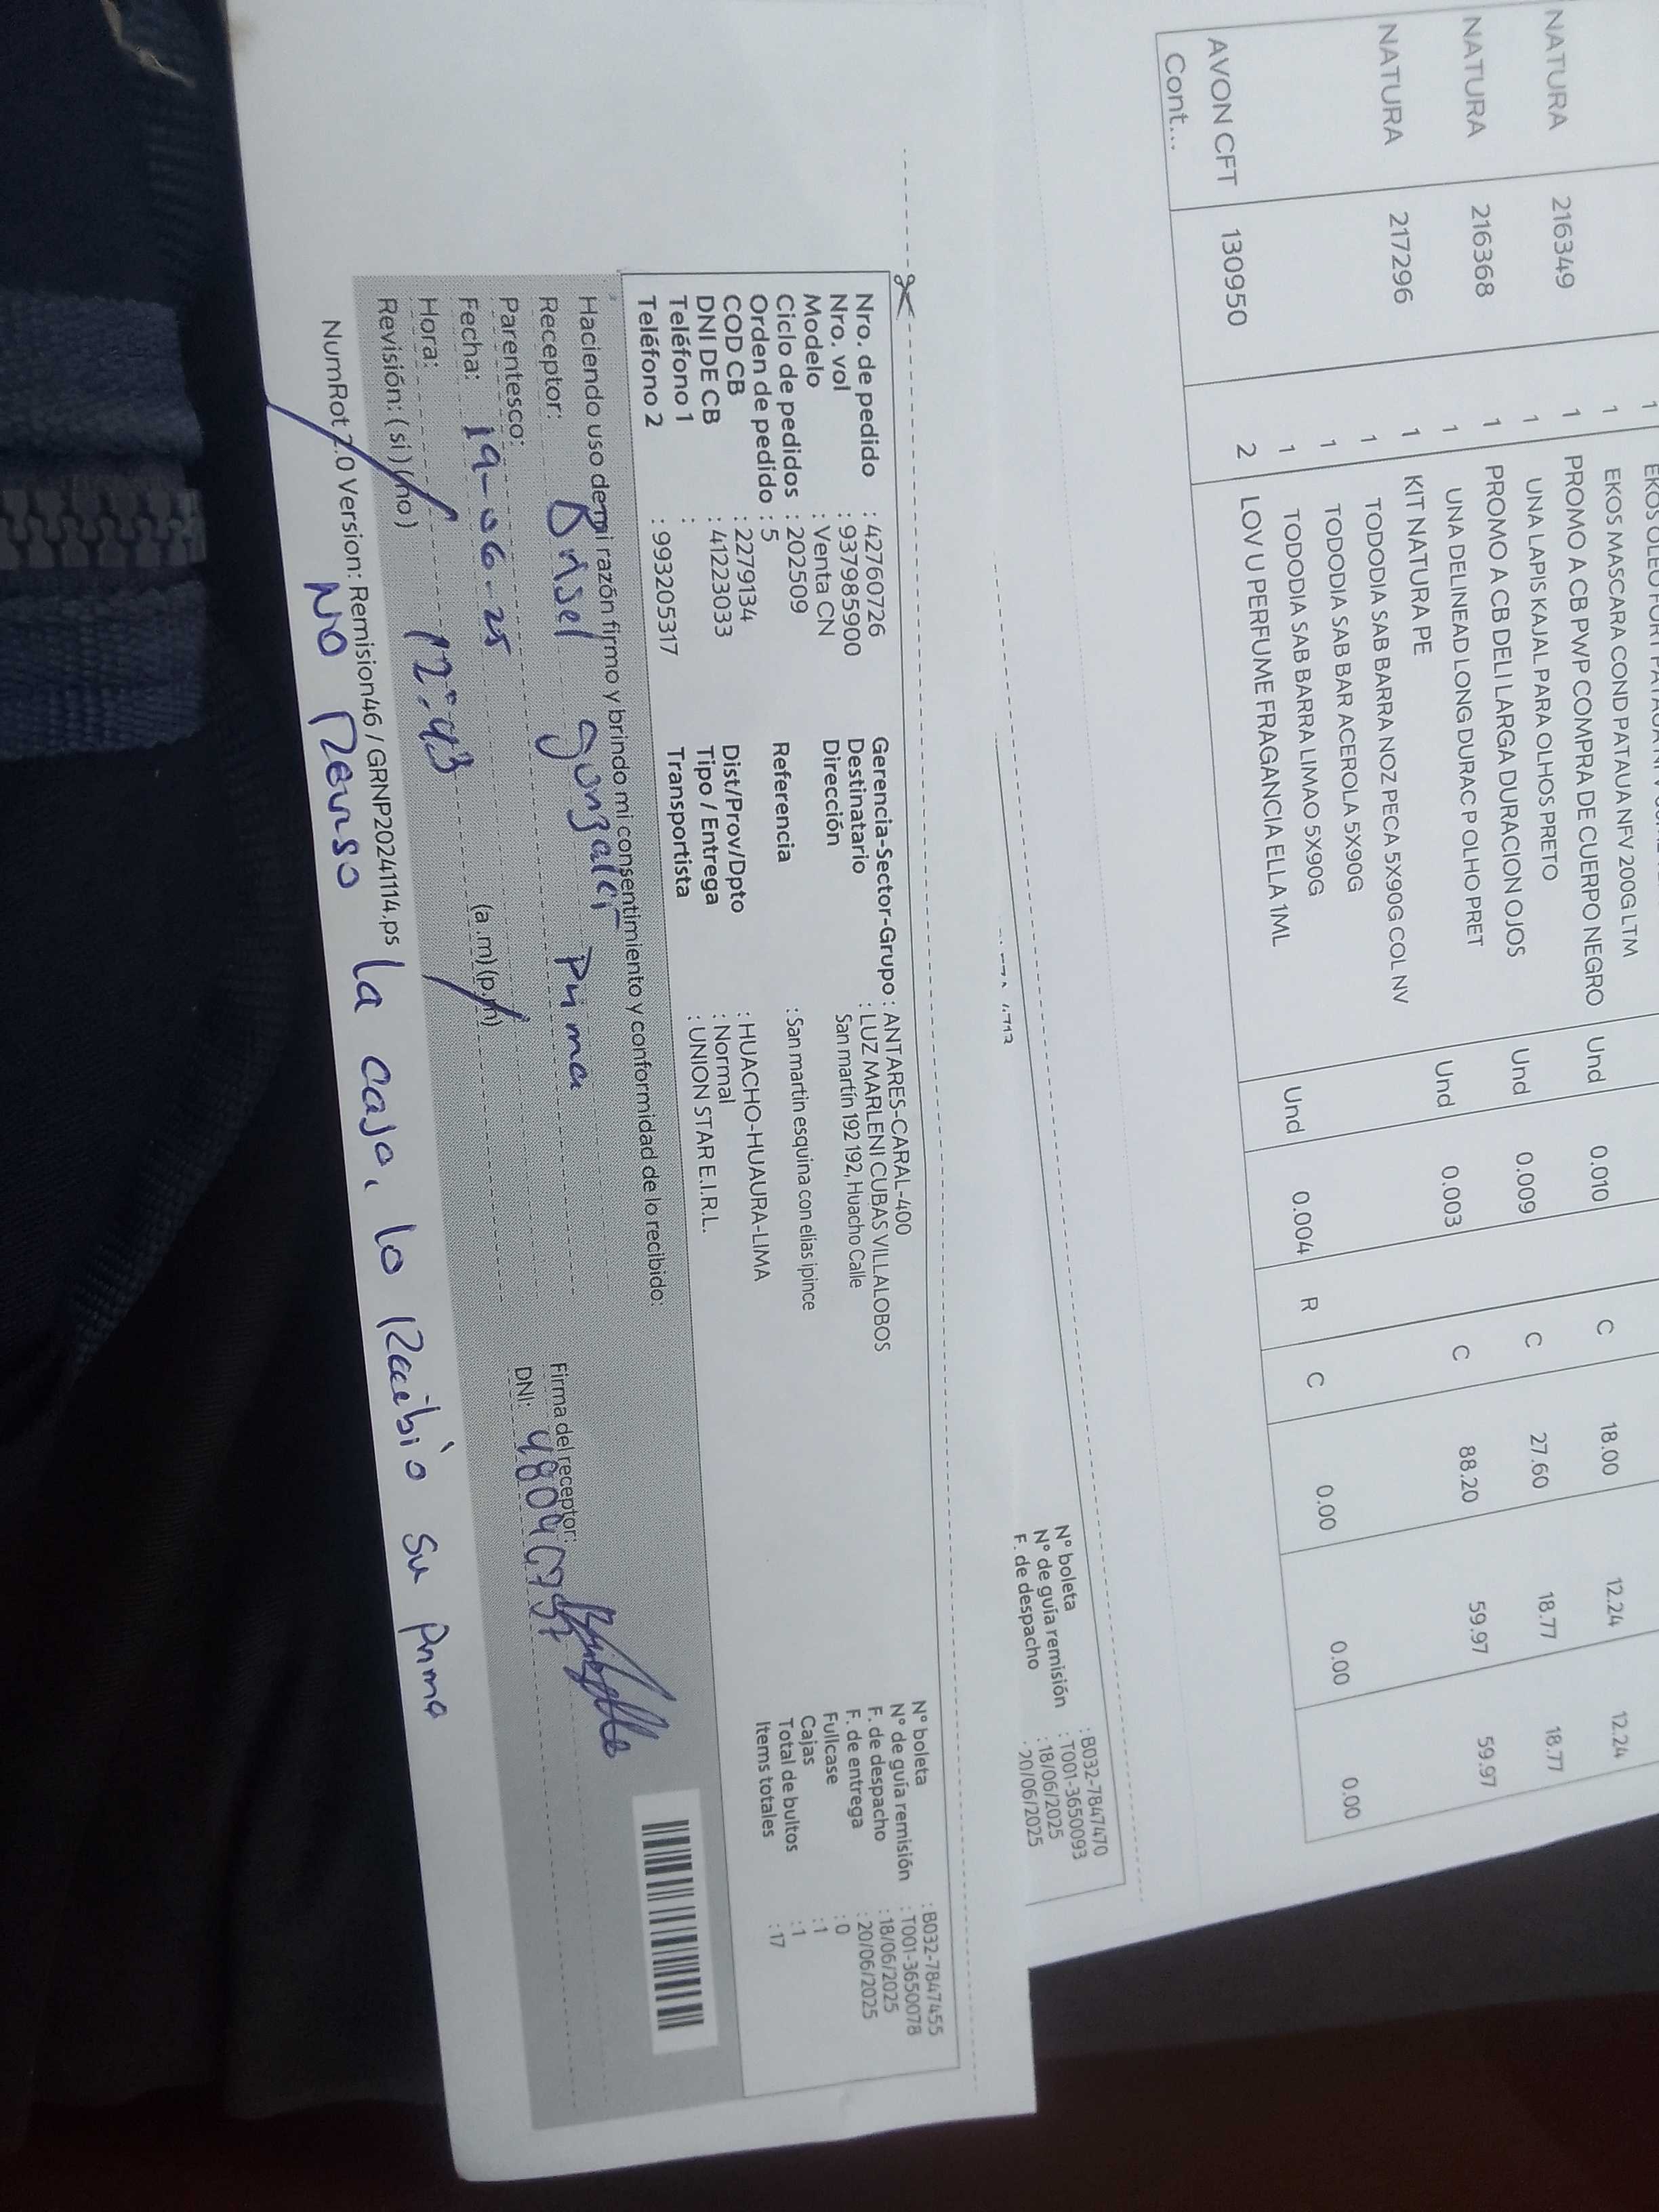 EKOS MASCARA COND PATAUA NFV 200G LTM
1
NATURA 216349 1 PROMO A CB PWP COMPRA DE CUERPO NEGRO Und 0.010 C 18.00 12.24 12.24
1 UNA LAPIS KAJAL PARA OLHOS PRETO
NATURA 216368 1 PROMO A CB DELI LARGA DURACION OJOS Und 0.009 C 27.60 18.77 18.77
1 UNA DELINEAD LONG DURAC P OLHO PRET
NATURA 217296 1 KIT NATURA PE Und 0.003 C 88.20 59.97 59.97
1 TODODIA SAB BARRA NOZ PECA 5X90G COL NV
1 TODODIA SAB BAR ACEROLA 5X90G
1 TODODIA SAB BARRA LIMAO 5X90G
AVON CFT 130950 2 LOV U PERFUME FRAGANCIA ELLA 1ML Und 0.004 R C 0.00 0.00 0.00
Cont...
N° boleta : B032-7847470
N° de guía remisión : T001-3650093
F. de despacho : 18/06/2025
20/06/2025
Nro. de pedido : 42760726 Gerencia-Sector-Grupo : ANTARES-CARAL-400 N° boleta : B032-7847455
Nro. vol : 937985900 Destinatario : LUZ MARLENI CUBAS VILLALOBOS N° de guía remisión : T001-3650078
Modelo : Venta CN Dirección San martín 192 192, Huacho Calle F. de despacho : 18/06/2025
Ciclo de pedidos : 202509 F. de entrega : 20/06/2025
Orden de pedido : 5 Referencia : San martin esquina con elias ipince Fullcase : 0
COD CB : 2279134 Cajas : 1
DNI DE CB : 41223033 Dist/Prov/Dpto : HUACHO-HUAURA-LIMA Total de bultos : 1
Teléfono 1 : Tipo / Entrega : Normal Items totales : 17
Teléfono 2 : 993205317 Transportista : UNION STAR E.I.R.L.
Haciendo uso de mi razón firmo y brindo mi consentimiento y conformidad de lo recibido:
Receptor: Brisel Gonzales Prima Firma del receptor:
Parentesco: DNI:
Fecha: 19-06-25
Hora: 12:43 (a.m) (p.m)
Revisión: (si) (no)
NumRot 2.0 Version: Remision46 / GRNP20241114.ps
NO Reviso la caja, lo Recibió su prima